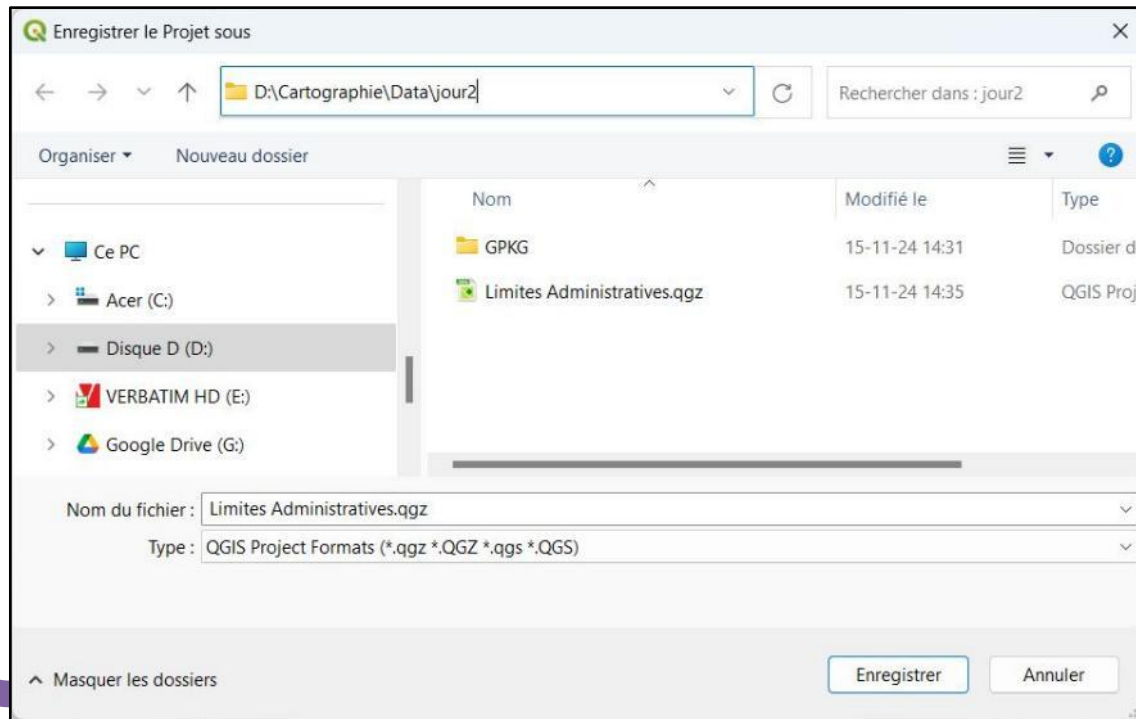 Enregistrer le Projet sous
D:\Cartographie\Data\jour2
Rechercher dans : jour2
Organiser
Nouveau dossier
Nom
Modifié le
Type
Ce PC
GPKG
15-11-24 14:31
Dossier d
Acer (C:)
Limites Administratives.qgz
15-11-24 14:35
QGIS Proj
Disque D (D:)
VERBATIM HD (E:)
Google Drive (G:)
Nom du fichier : Limites Administratives.qgz
Type : QGIS Project Formats (*.qgz *.QGZ *.qgs *.QGS)
Masquer les dossiers
Enregistrer
Annuler